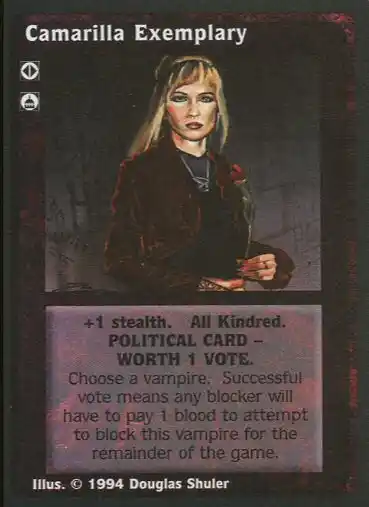 Camarilla Exemplary
+1 stealth. All Kindred.
POLITICAL CARD –
WORTH 1 VOTE.
Choose a vampire. Successful
vote means any blocker will
have to pay 1 blood to attempt
to block this vampire for the
remainder of the game.
Illus. © 1994 Douglas Shuler